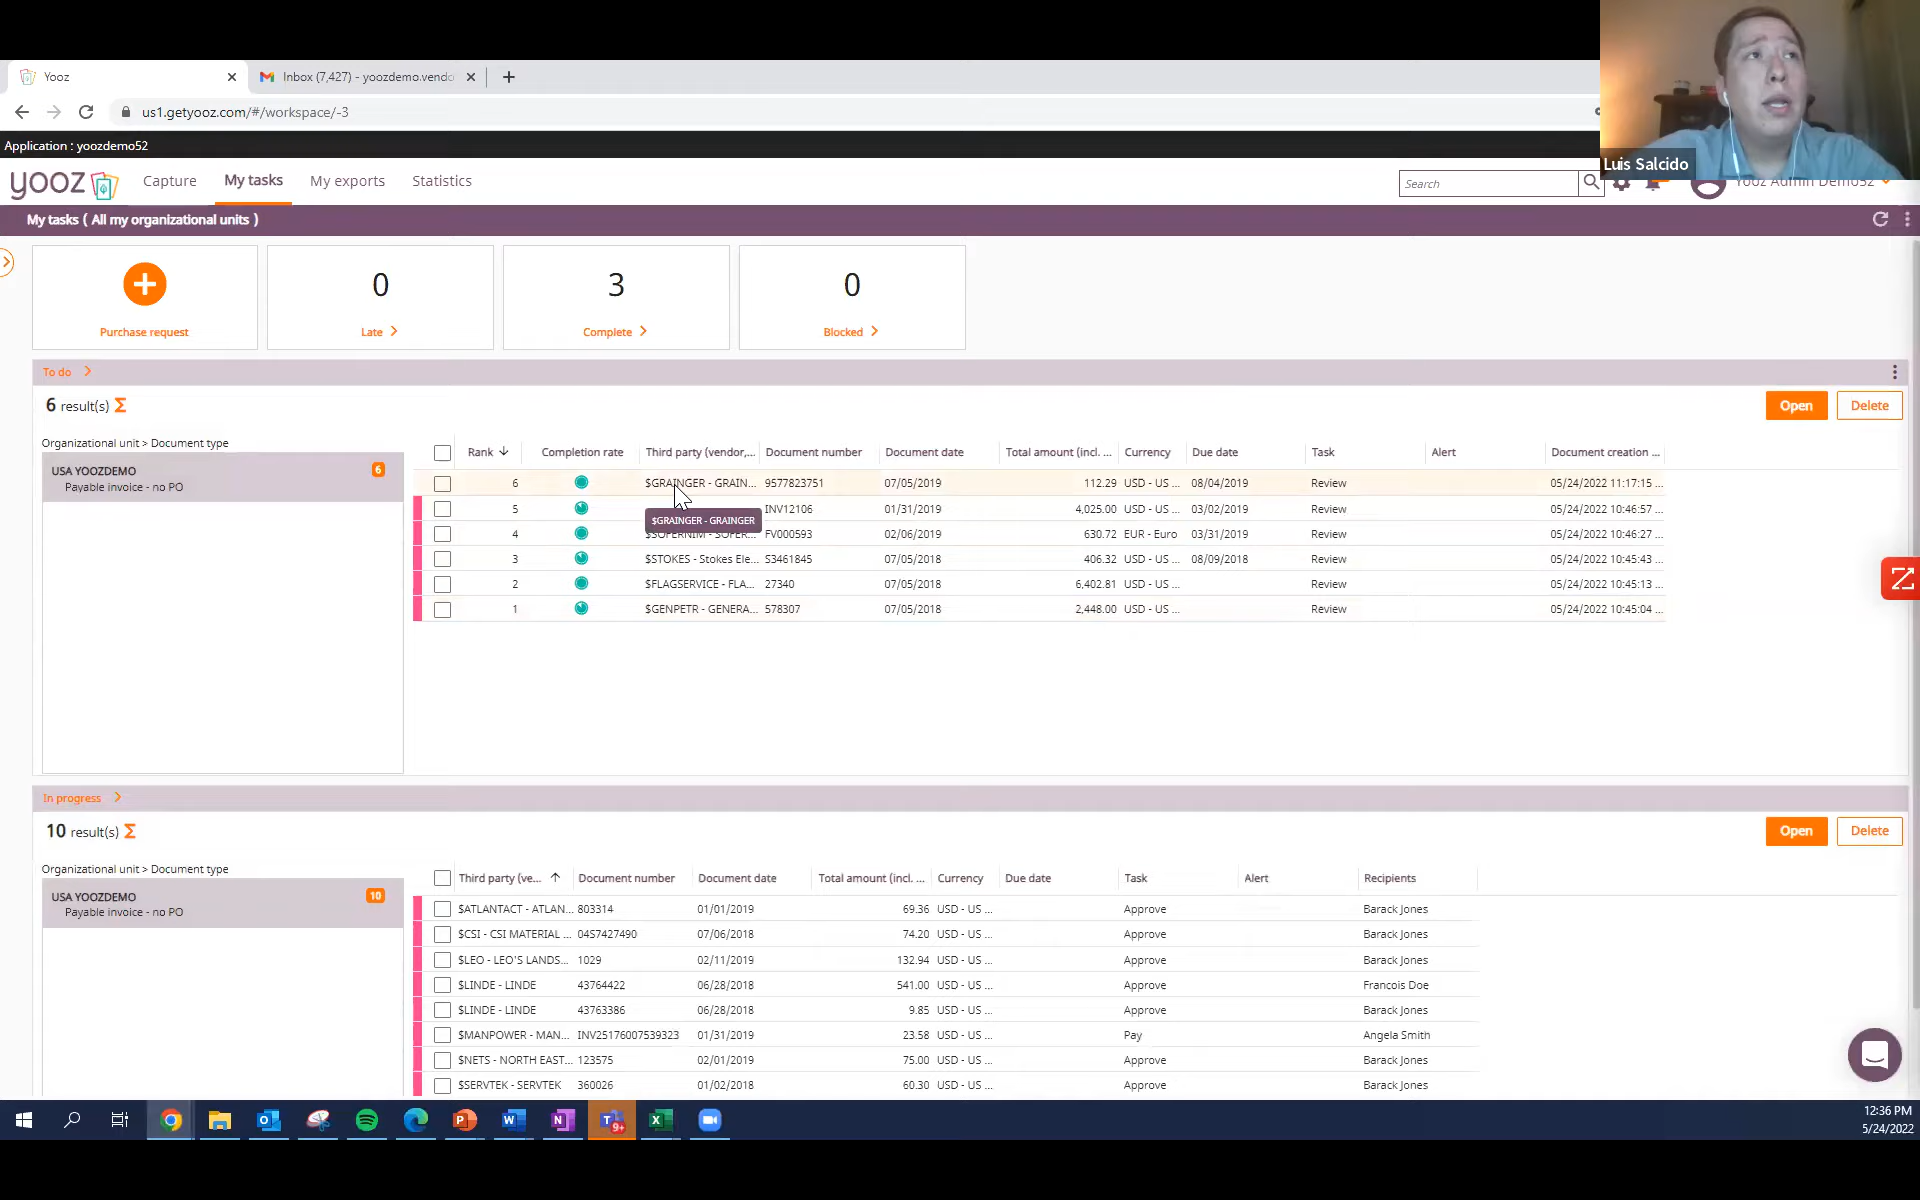 Yooz
Inbox (7,427) - yoozdemo.vendo
us1.getyooz.com/#/workspace/-3
Luis Salcido
Application : yoozdemo52
yooz
Capture
My tasks
My exports
Statistics
Search
Yooz Admin Demo52
My tasks ( All my organizational units )
Purchase request
0
Late
3
Complete
0
Blocked
To do
6 result(s) Σ
Open
Delete
Organizational unit > Document type
USA YOOZDEMO
6
Payable invoice - no PO
Rank Completion rate Third party (vendor,... Document number Document date Total amount (incl. ... Currency Due date Task Alert Document creation ...
6 $GRAINGER - GRAIN... 9577823751 07/05/2019 112.29 USD - US ... 08/04/2019 Review 05/24/2022 11:17:15 ...
5 INV12106 01/31/2019 4,025.00 USD - US ... 03/02/2019 Review 05/24/2022 10:46:57 ...
$GRAINGER - GRAINGER
4 $SOFERNIM - SOFER... FV000593 02/06/2019 630.72 EUR - Euro 03/31/2019 Review 05/24/2022 10:46:27 ...
3 $STOKES - Stokes Ele... S3461845 07/05/2018 406.32 USD - US ... 08/09/2018 Review 05/24/2022 10:45:43 ...
2 $FLAGSERVICE - FLA... 27340 07/05/2018 6,402.81 USD - US ... Review 05/24/2022 10:45:13 ...
1 $GENPETR - GENERA... 578307 07/05/2018 2,448.00 USD - US ... Review 05/24/2022 10:45:04 ...
In progress
10 result(s) Σ
Open
Delete
Organizational unit > Document type
USA YOOZDEMO
10
Payable invoice - no PO
Third party (ve... Document number Document date Total amount (incl. ... Currency Due date Task Alert Recipients
$ATLANTACT - ATLAN... 803314 01/01/2019 69.36 USD - US ... Approve Barack Jones
$CSI - CSI MATERIAL ... 04S7427490 07/06/2018 74.20 USD - US ... Approve Barack Jones
$LEO - LEO'S LANDS... 1029 02/11/2019 132.94 USD - US ... Approve Barack Jones
$LINDE - LINDE 43764422 06/28/2018 541.00 USD - US ... Approve Francois Doe
$LINDE - LINDE 43763386 06/28/2018 9.85 USD - US ... Approve Barack Jones
$MANPOWER - MAN... INV25176007539323 01/31/2019 23.58 USD - US ... Pay Angela Smith
$NETS - NORTH EAST... 123575 02/01/2019 75.00 USD - US ... Approve Barack Jones
$SERVTEK - SERVTEK 360026 01/02/2018 60.30 USD - US ... Approve Barack Jones
9+
12:36 PM
5/24/2022